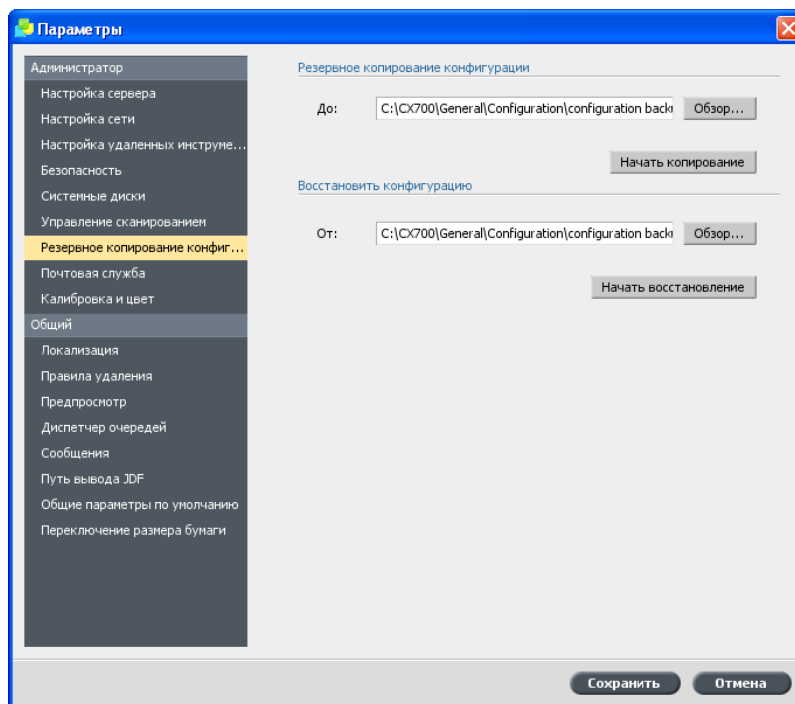 Параметры
Администратор
Настройка сервера
Настройка сети
Настройка удаленных инструме...
Безопасность
Системные диски
Управление сканированием
Резервное копирование конфиг...
Почтовая служба
Калибровка и цвет
Общий
Локализация
Правила удаления
Предпросмотр
Диспетчер очередей
Сообщения
Путь вывода JDF
Общие параметры по умолчанию
Переключение размера бумаги
Резервное копирование конфигурации
До: C:\CX700\General\Configuration\configuration back Обзор...
Начать копирование
Восстановить конфигурацию
От: C:\CX700\General\Configuration\configuration back Обзор...
Начать восстановление
Сохранить Отмена